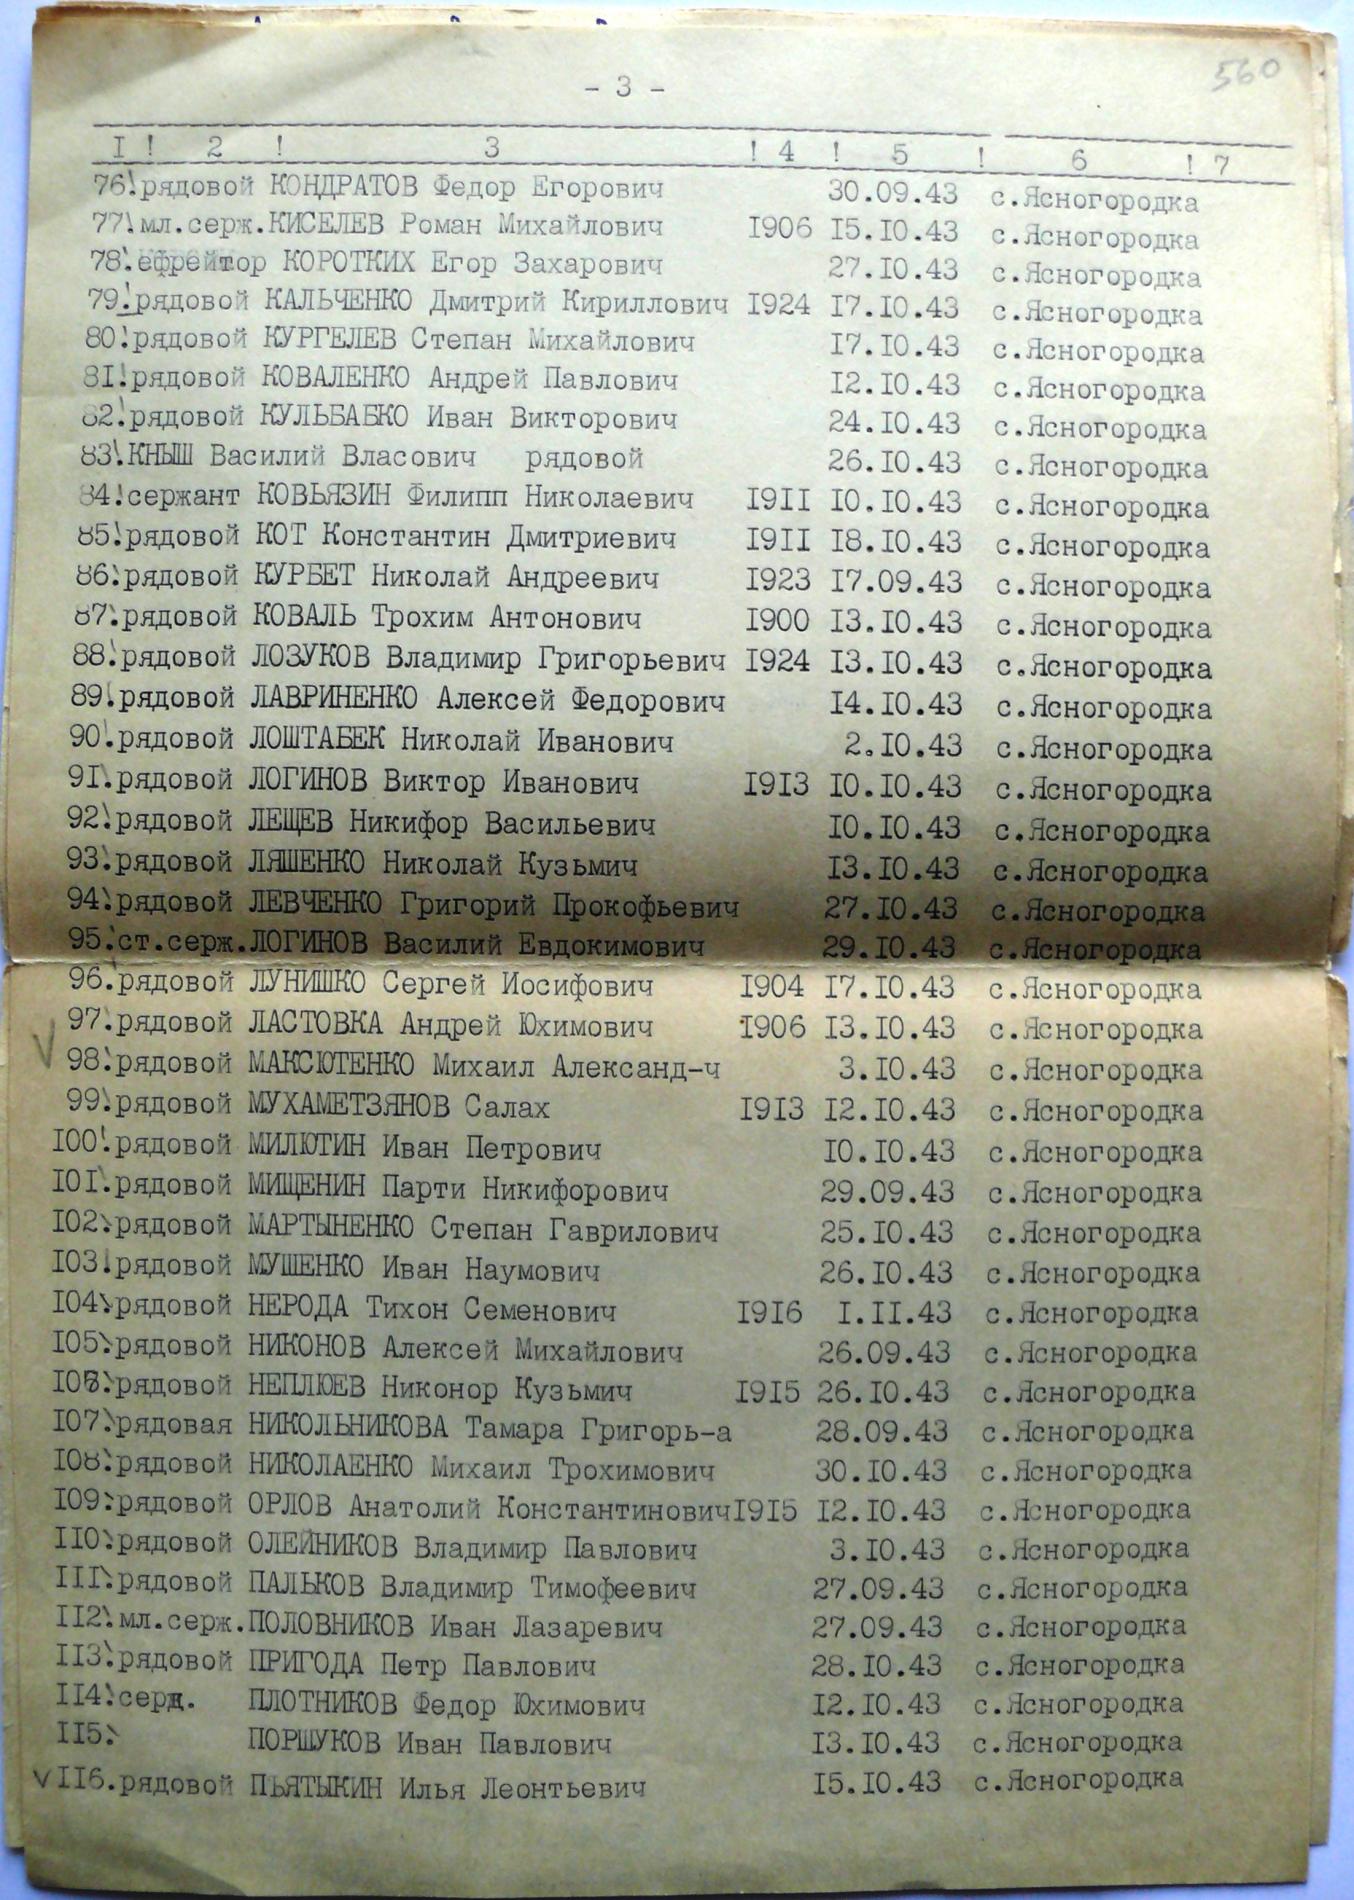 560
- 3 -
I ! 2 ! 3 ! 4 ! 5 ! 6 ! 7
76!рядовой КОНДРАТОВ Федор Егорович 30.09.43 с.Ясногородка
77!мл.серж.КИСЕЛЕВ Роман Михайлович I906 I5.I0.43 с.Ясногородка
78!ефрейтор КОРОТКИХ Егор Захарович 27.I0.43 с.Ясногородка
79!рядовой КАЛЬЧЕНКО Дмитрий Кириллович I924 I7.I0.43 с.Ясногородка
80!рядовой КУРГЕЛЕВ Степан Михайлович I7.I0.43 с.Ясногородка
8I!рядовой КОВАЛЕНКО Андрей Павлович I2.I0.43 с.Ясногородка
82!рядовой КУЛЬБАБКО Иван Викторович 24.I0.43 с.Ясногородка
83!КНЫШ Василий Власович рядовой 26.I0.43 с.Ясногородка
84!сержант КОВЬЯЗИН Филипп Николаевич I9II I0.I0.43 с.Ясногородка
85!рядовой КОТ Константин Дмитриевич I9II I8.I0.43 с.Ясногородка
86!рядовой КУРБЕТ Николай Андреевич I923 I7.09.43 с.Ясногородка
87!рядовой КОВАЛЬ Трохим Антонович I900 I3.I0.43 с.Ясногородка
88!рядовой ЛОЗУКОВ Владимир Григорьевич I924 I3.I0.43 с.Ясногородка
89!рядовой ЛАВРИНЕНКО Алексей Федорович I4.I0.43 с.Ясногородка
90!рядовой ЛОШТАБЕК Николай Иванович 2.I0.43 с.Ясногородка
9I!рядовой ЛОГИНОВ Виктор Иванович I9I3 I0.I0.43 с.Ясногородка
92!рядовой ЛЕЩЕВ Никифор Васильевич I0.I0.43 с.Ясногородка
93!рядовой ЛЯШЕНКО Николай Кузьмич I3.I0.43 с.Ясногородка
94!рядовой ЛЕВЧЕНКО Григорий Прокофьевич 27.I0.43 с.Ясногородка
95!ст.серж.ЛОГИНОВ Василий Евдокимович 29.I0.43 с.Ясногородка
96.рядовой ЛУНИШКО Сергей Иосифович I904 I7.I0.43 с.Ясногородка
97!рядовой ЛАСТОВКА Андрей Юхимович I906 I3.I0.43 с.Ясногородка
V 98!рядовой МАКСЮТЕНКО Михаил Александ-ч 3.I0.43 с.Ясногородка
99!рядовой МУХАМЕТЗЯНОВ Салах I9I3 I2.I0.43 с.Ясногородка
I00!рядовой МИЛЮТИН Иван Петрович I0.I0.43 с.Ясногородка
I0I!рядовой МИЩЕНИН Парти Никифорович 29.09.43 с.Ясногородка
I02!рядовой МАРТЫНЕНКО Степан Гаврилович 25.I0.43 с.Ясногородка
I03!рядовой МУШЕНКО Иван Наумович 26.I0.43 с.Ясногородка
I04!рядовой НЕРОДА Тихон Семенович I9I6 I.II.43 с.Ясногородка
I05!рядовой НИКОНОВ Алексей Михайлович 26.09.43 с.Ясногородка
I06!рядовой НЕПЛЮЕВ Никонор Кузьмич I9I5 26.I0.43 с.Ясногородка
I07!рядовая НИКОЛЬНИКОВА Тамара Григорь-а 28.09.43 с.Ясногородка
I08!рядовой НИКОЛАЕНКО Михаил Трохимович 30.I0.43 с.Ясногородка
I09!рядовой ОРЛОВ Анатолий КонстантиновичI9I5 I2.I0.43 с.Ясногородка
II0!рядовой ОЛЕЙНИКОВ Владимир Павлович 3.I0.43 с.Ясногородка
III!рядовой ПАЛЬКОВ Владимир Тимофеевич 27.09.43 с.Ясногородка
II2!мл.серж.ПОЛОВНИКОВ Иван Лазаревич 27.09.43 с.Ясногородка
II3!рядовой ПРИГОДА Петр Павлович 28.I0.43 с.Ясногородка
II4!серж. ПЛОТНИКОВ Федор Юхимович I2.I0.43 с.Ясногородка
II5! ПОРШУКОВ Иван Павлович I3.I0.43 с.Ясногородка
V II6.рядовой ПЬЯТЫКИН Илья Леонтьевич I5.I0.43 с.Ясногородка